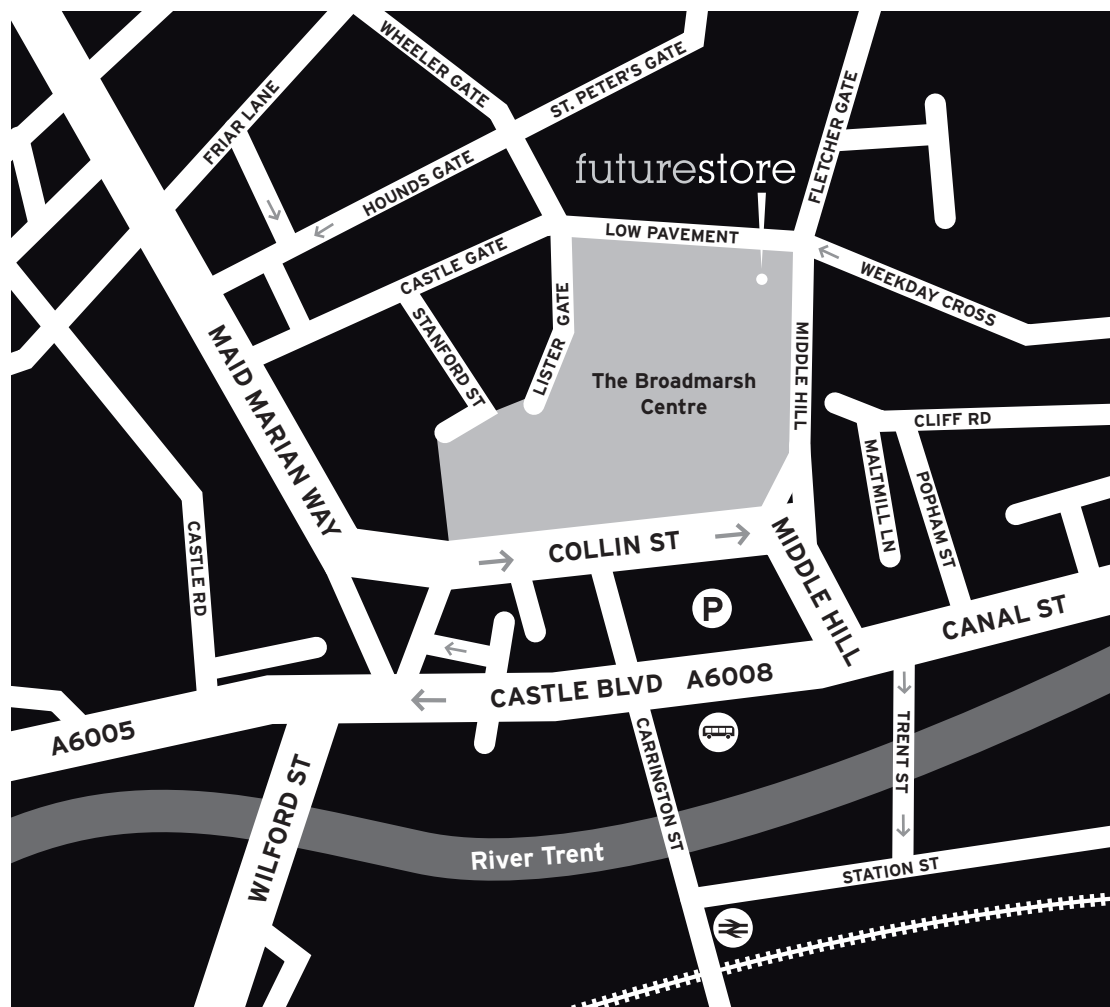 WHEELER GATE
ST. PETER'S GATE
FRIAR LANE
FLETCHER GATE
HOUNDS GATE
futurestore
LOW PAVEMENT
CASTLE GATE
WEEKDAY CROSS
STANFORD ST
LISTER GATE
MAID MARIAN WAY
MIDDLE HILL
The Broadmarsh
Centre
CLIFF RD
MALTMILL LN
POPHAM ST
CASTLE RD
COLLIN ST
MIDDLE HILL
P
CANAL ST
CASTLE BLVD A6008
A6005
TRENT ST
CARRINGTON ST
WILFORD ST
River Trent
STATION ST